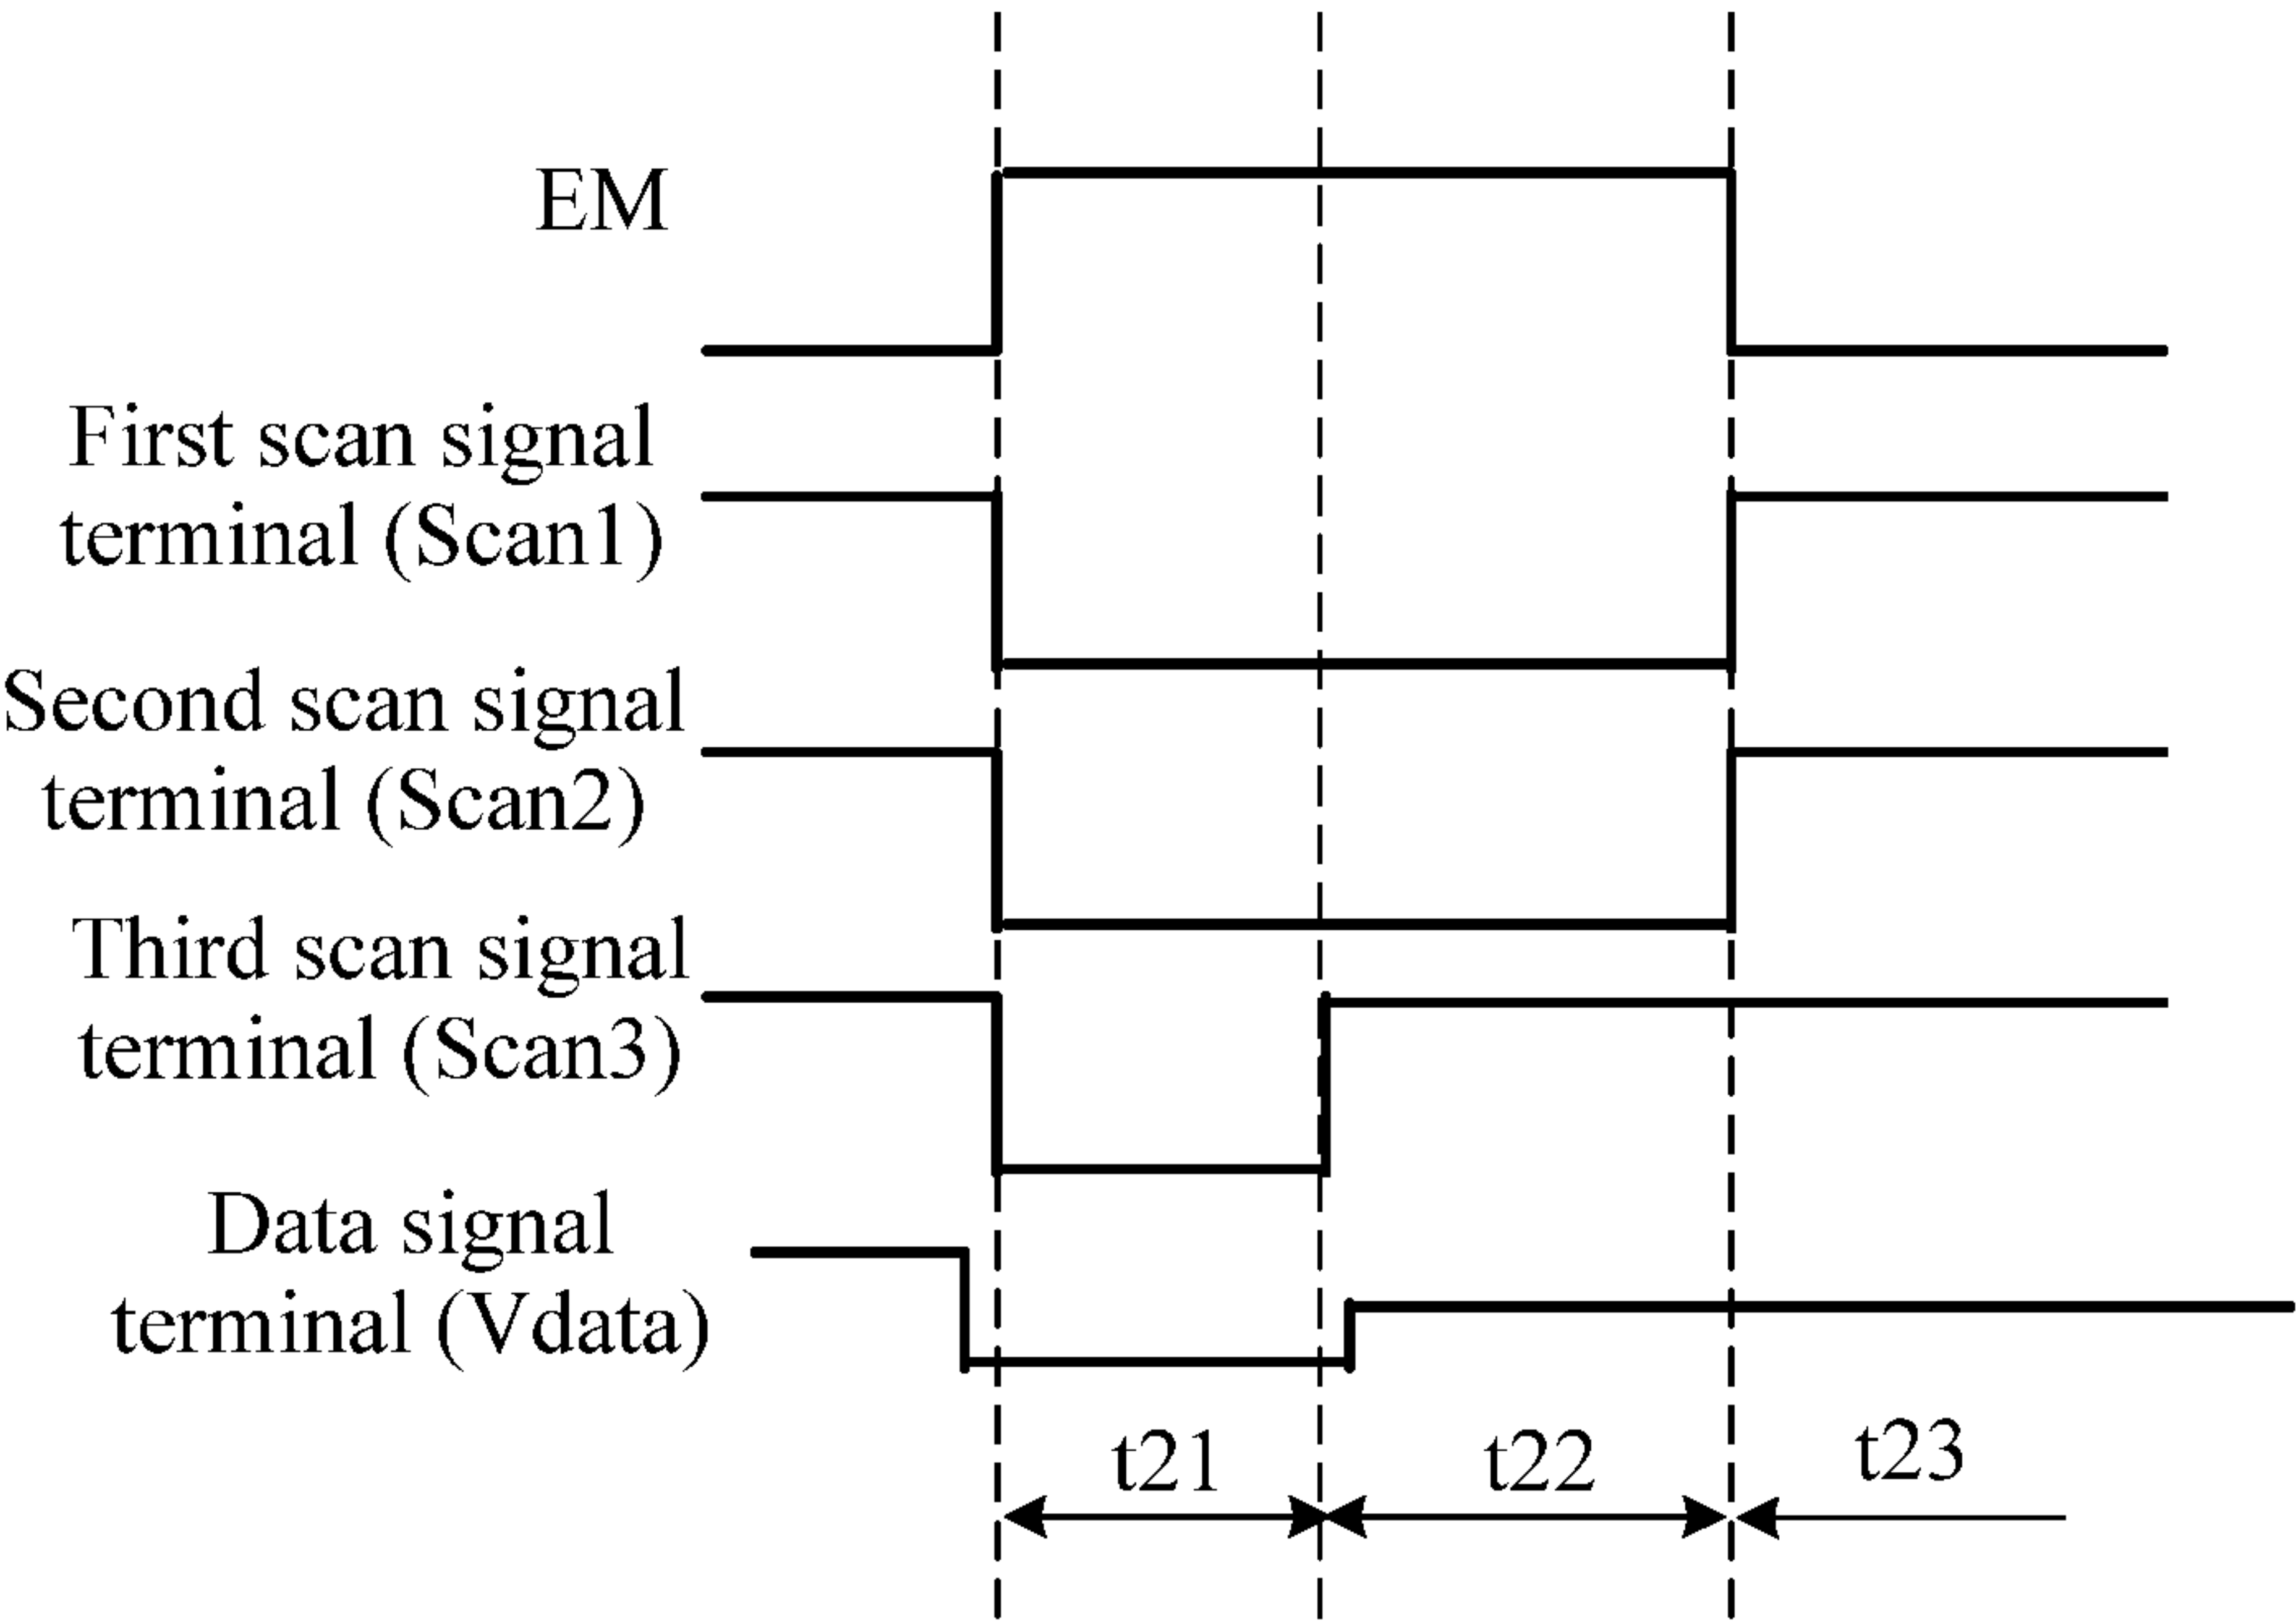 EM
First scan signal
terminal (Scan1)
Second scan signal
terminal (Scan2)
Third scan signal
terminal (Scan3)
Data signal
terminal (Vdata)
t21
t22
t23